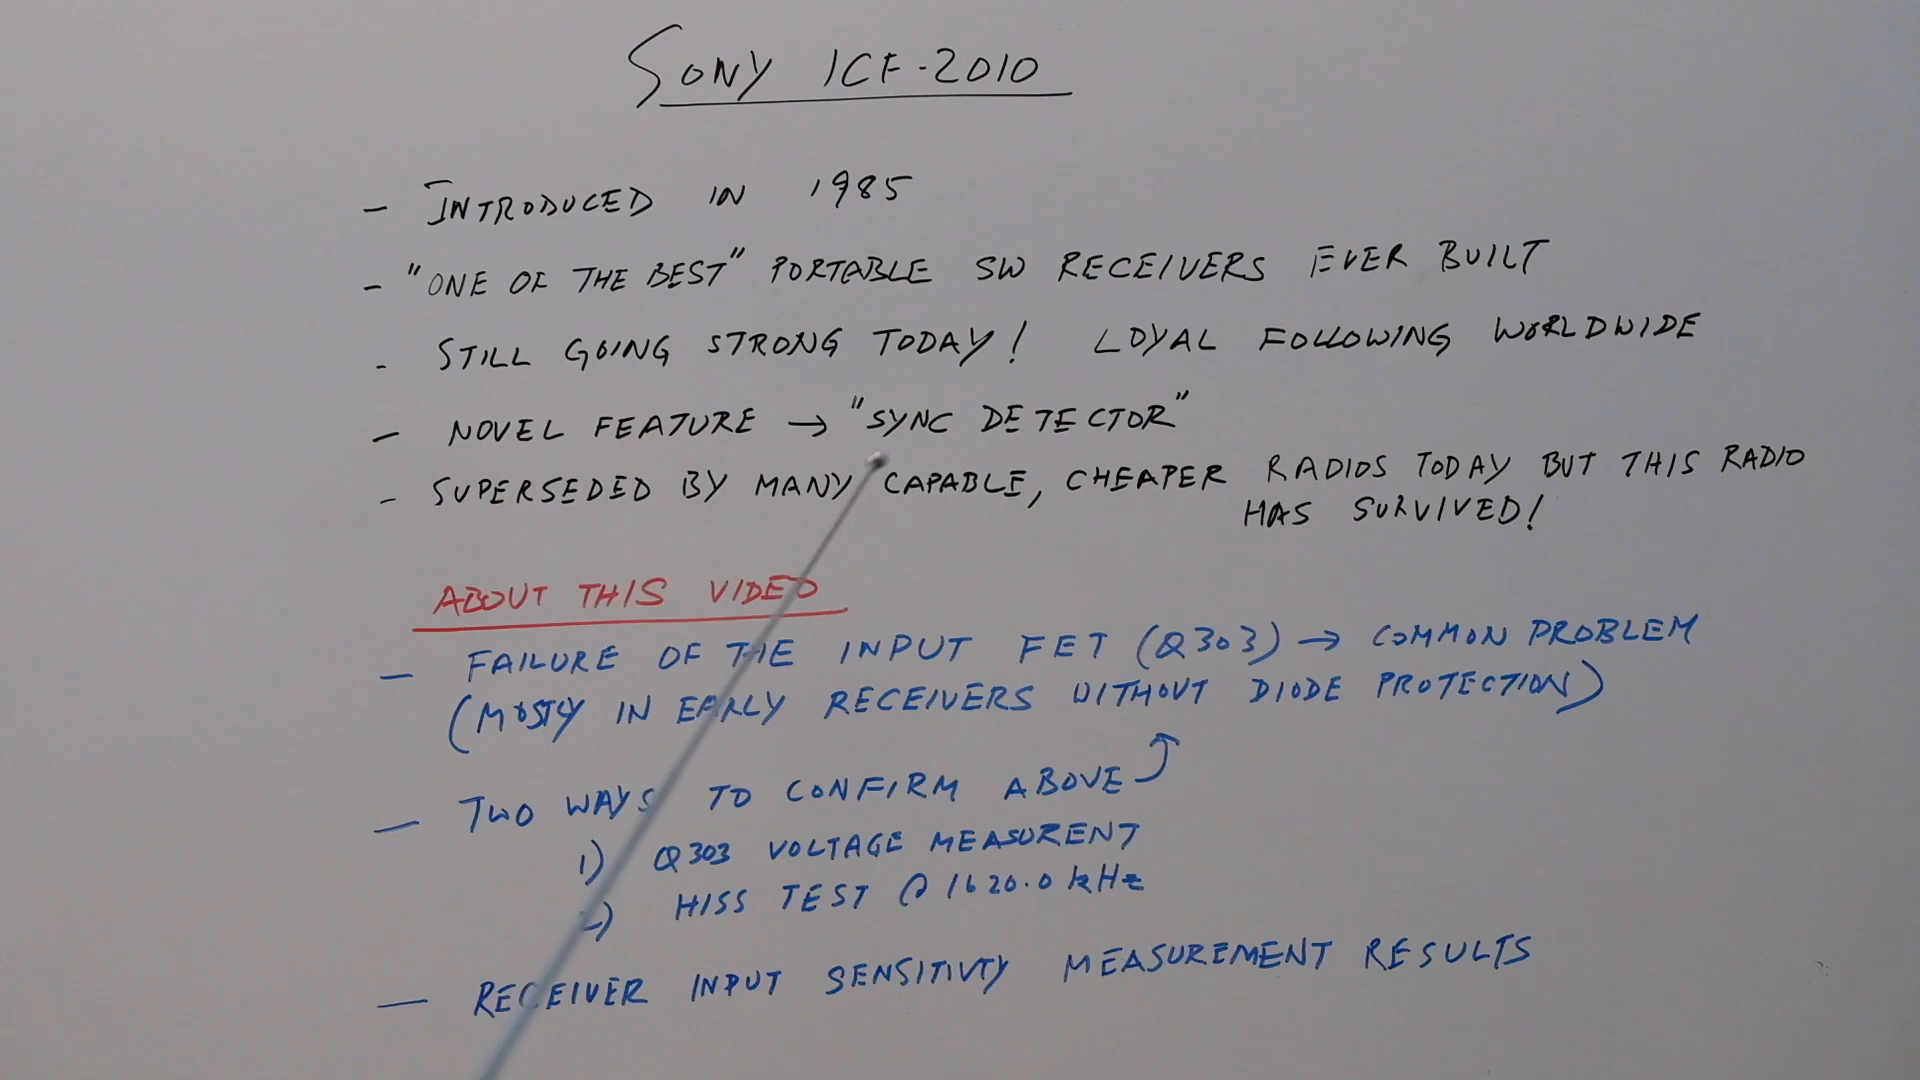 SONY ICF-2010
- INTRODUCED IN 1985
- "ONE OF THE BEST" PORTABLE SW RECEIVERS EVER BUILT
- STILL GOING STRONG TODAY! LOYAL FOLLOWING WORLDWIDE
- NOVEL FEATURE → "SYNC DETECTOR"
- SUPERSEDED BY MANY CAPABLE, CHEAPER RADIOS TODAY BUT THIS RADIO
HAS SURVIVED!
ABOUT THIS VIDEO
- FAILURE OF THE INPUT FET (Q303) → COMMON PROBLEM
(MOSTLY IN EARLY RECEIVERS WITHOUT DIODE PROTECTION)
- TWO WAYS TO CONFIRM ABOVE
1) Q303 VOLTAGE MEASURENT
2) HISS TEST @ 1620.0 kHz
- RECEIVER INPUT SENSITIVTY MEASUREMENT RESULTS